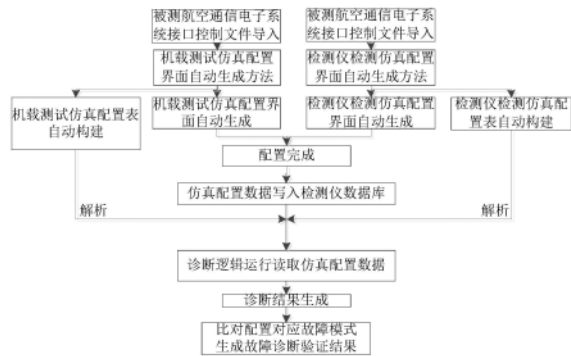 被测航空通信电子系
统接口控制文件导入
被测航空通信电子系
统接口控制文件导入
机载测试仿真配置
界面自动生成方法
检测仪检测仿真配置
界面自动生成方法
机载测试仿真配置表
自动构建
机载测试仿真配置界
面自动生成
检测仪检测仿真配置
界面自动生成
检测仪检测仿真配
置表自动构建
配置完成
仿真配置数据写入检测仪数据库
解析
解析
诊断逻辑运行读取仿真配置数据
诊断结果生成
比对配置对应故障模式
生成故障诊断验证结果